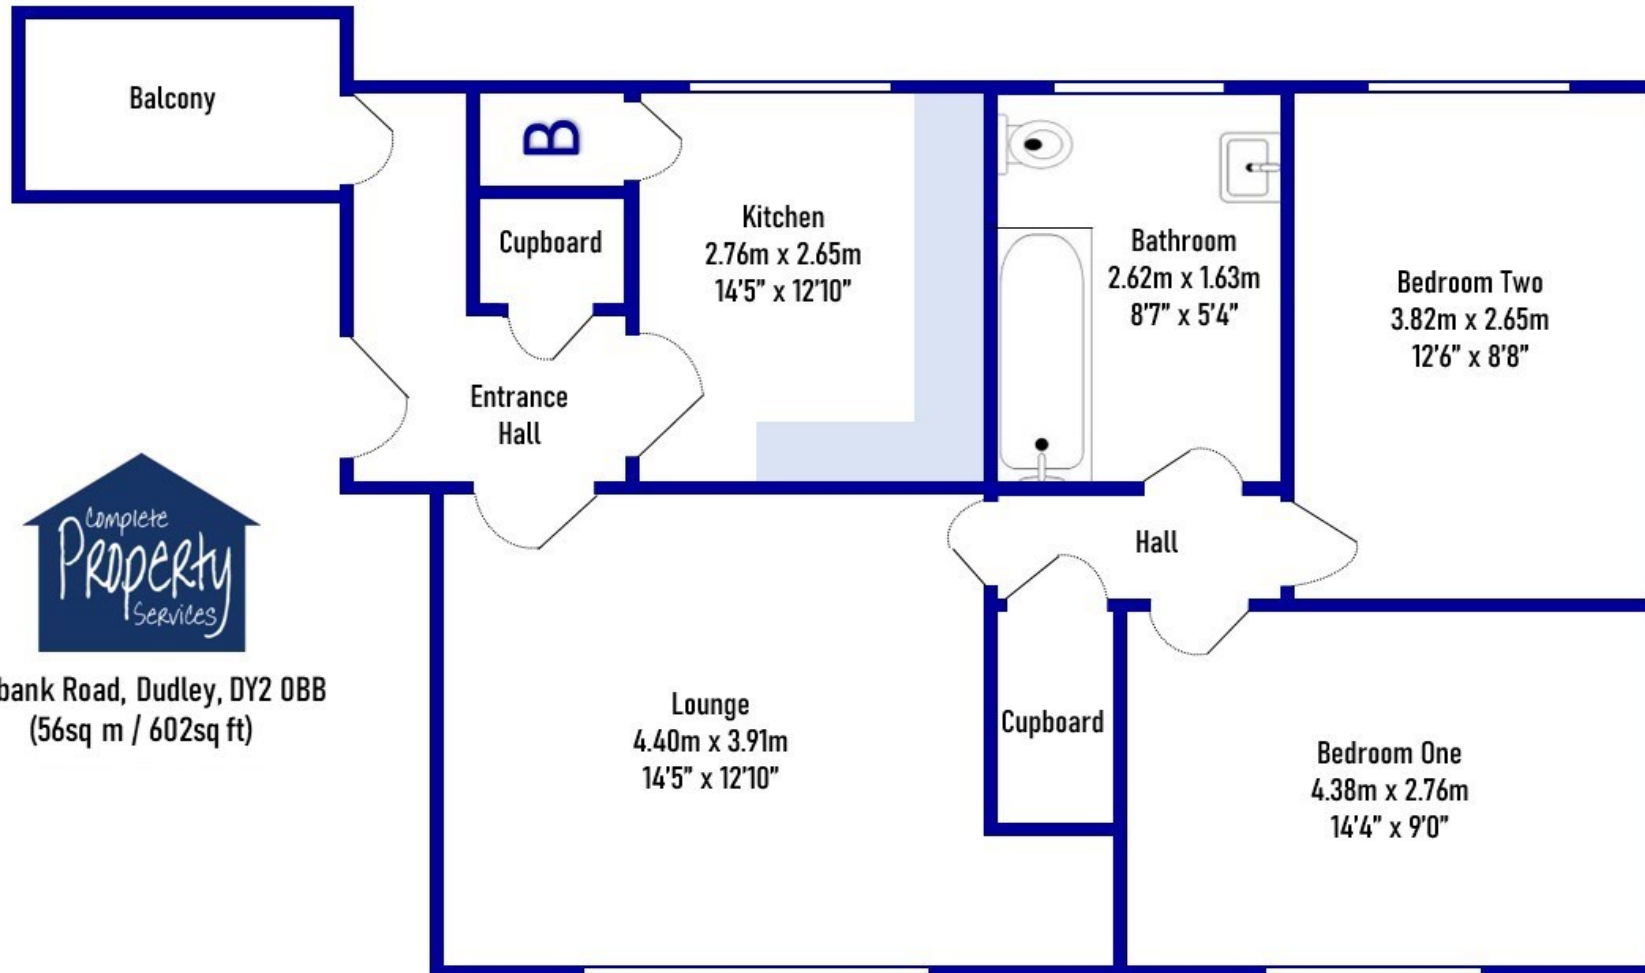 Balcony
B
Cupboard
Kitchen
2.76m x 2.65m
14'5" x 12'10"
Bathroom
2.62m x 1.63m
8'7" x 5'4"
Bedroom Two
3.82m x 2.65m
12'6" x 8'8"
Entrance
Hall
Hall
Complete
Property
Services
bank Road, Dudley, DY2 0BB
(56sq m / 602sq ft)
Lounge
4.40m x 3.91m
14'5" x 12'10"
Cupboard
Bedroom One
4.38m x 2.76m
14'4" x 9'0"